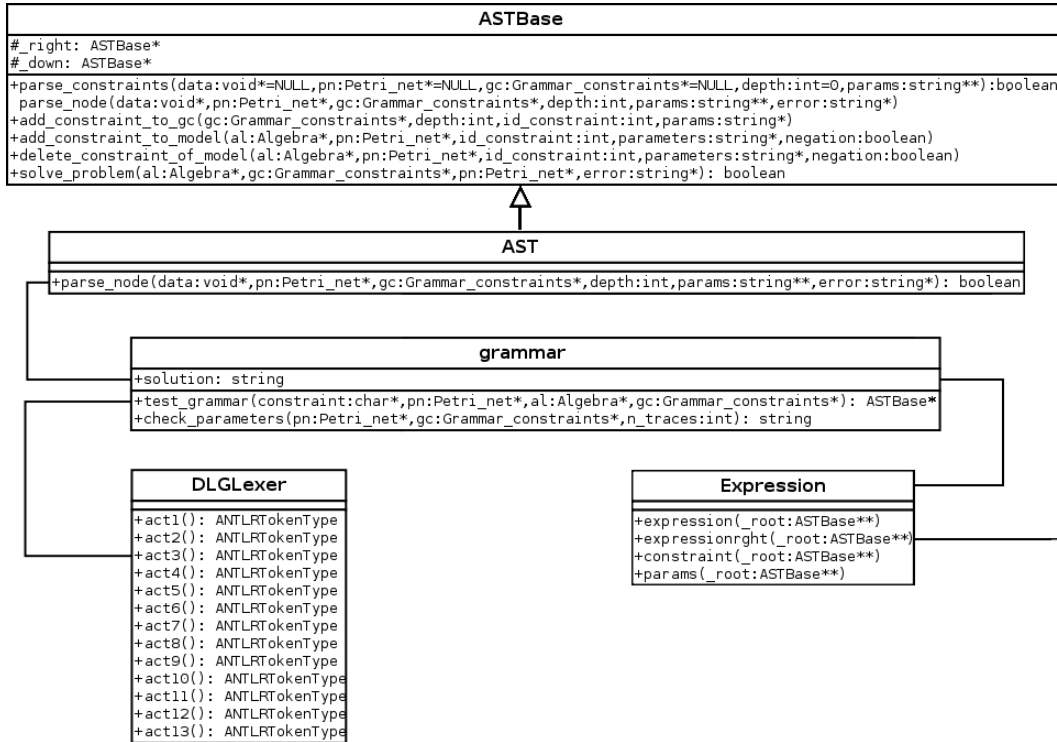 ASTBase
#_right: ASTBase*
#_down: ASTBase*
+parse_constraints(data:void*=NULL,pn:Petri_net*=NULL,gc:Grammar_constraints*=NULL,depth:int=0,params:string**):boolean
parse_node(data:void*,pn:Petri_net*,gc:Grammar_constraints*,depth:int,params:string**,error:string*)
+add_constraint_to_gc(gc:Grammar_constraints*,depth:int,id_constraint:int,params:string*)
+add_constraint_to_model(al:Algebra*,pn:Petri_net*,id_constraint:int,parameters:string*,negation:boolean)
+delete_constraint_of_model(al:Algebra*,pn:Petri_net*,id_constraint:int,parameters:string*,negation:boolean)
+solve_problem(al:Algebra*,gc:Grammar_constraints*,pn:Petri_net*,error:string*): boolean
AST
+parse_node(data:void*,pn:Petri_net*,gc:Grammar_constraints*,depth:int,params:string**,error:string*): boolean
grammar
+solution: string
+test_grammar(constraint:char*,pn:Petri_net*,al:Algebra*,gc:Grammar_constraints*): ASTBase*
+check_parameters(pn:Petri_net*,gc:Grammar_constraints*,n_traces:int): string
DLGLexer
+act1(): ANTLRTokenType
+act2(): ANTLRTokenType
+act3(): ANTLRTokenType
+act4(): ANTLRTokenType
+act5(): ANTLRTokenType
+act6(): ANTLRTokenType
+act7(): ANTLRTokenType
+act8(): ANTLRTokenType
+act9(): ANTLRTokenType
+act10(): ANTLRTokenType
+act11(): ANTLRTokenType
+act12(): ANTLRTokenType
+act13(): ANTLRTokenType
Expression
+expression(_root:ASTBase**)
+expressionrght(_root:ASTBase**)
+constraint(_root:ASTBase**)
+params(_root:ASTBase**)